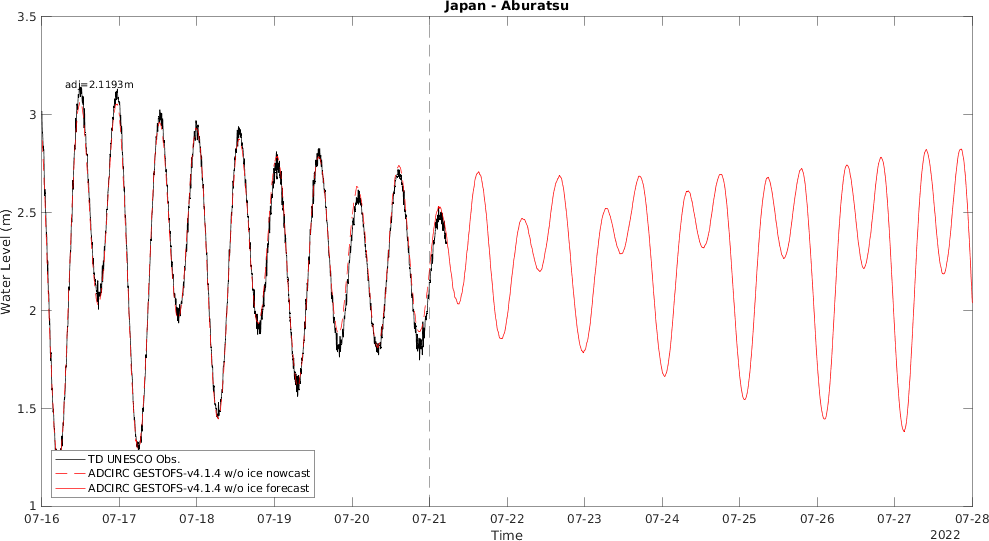 Japan - Aburatsu
3.5
adj=2.1193m
3
2.5
Water Level (m)
2
1.5
TD UNESCO Obs.
ADCIRC GESTOFS-v4.1.4 w/o ice nowcast
ADCIRC GESTOFS-v4.1.4 w/o ice forecast
1
07-16 07-17 07-18 07-19 07-20 07-21 07-22 07-23 07-24 07-25 07-26 07-27 07-28
Time
2022